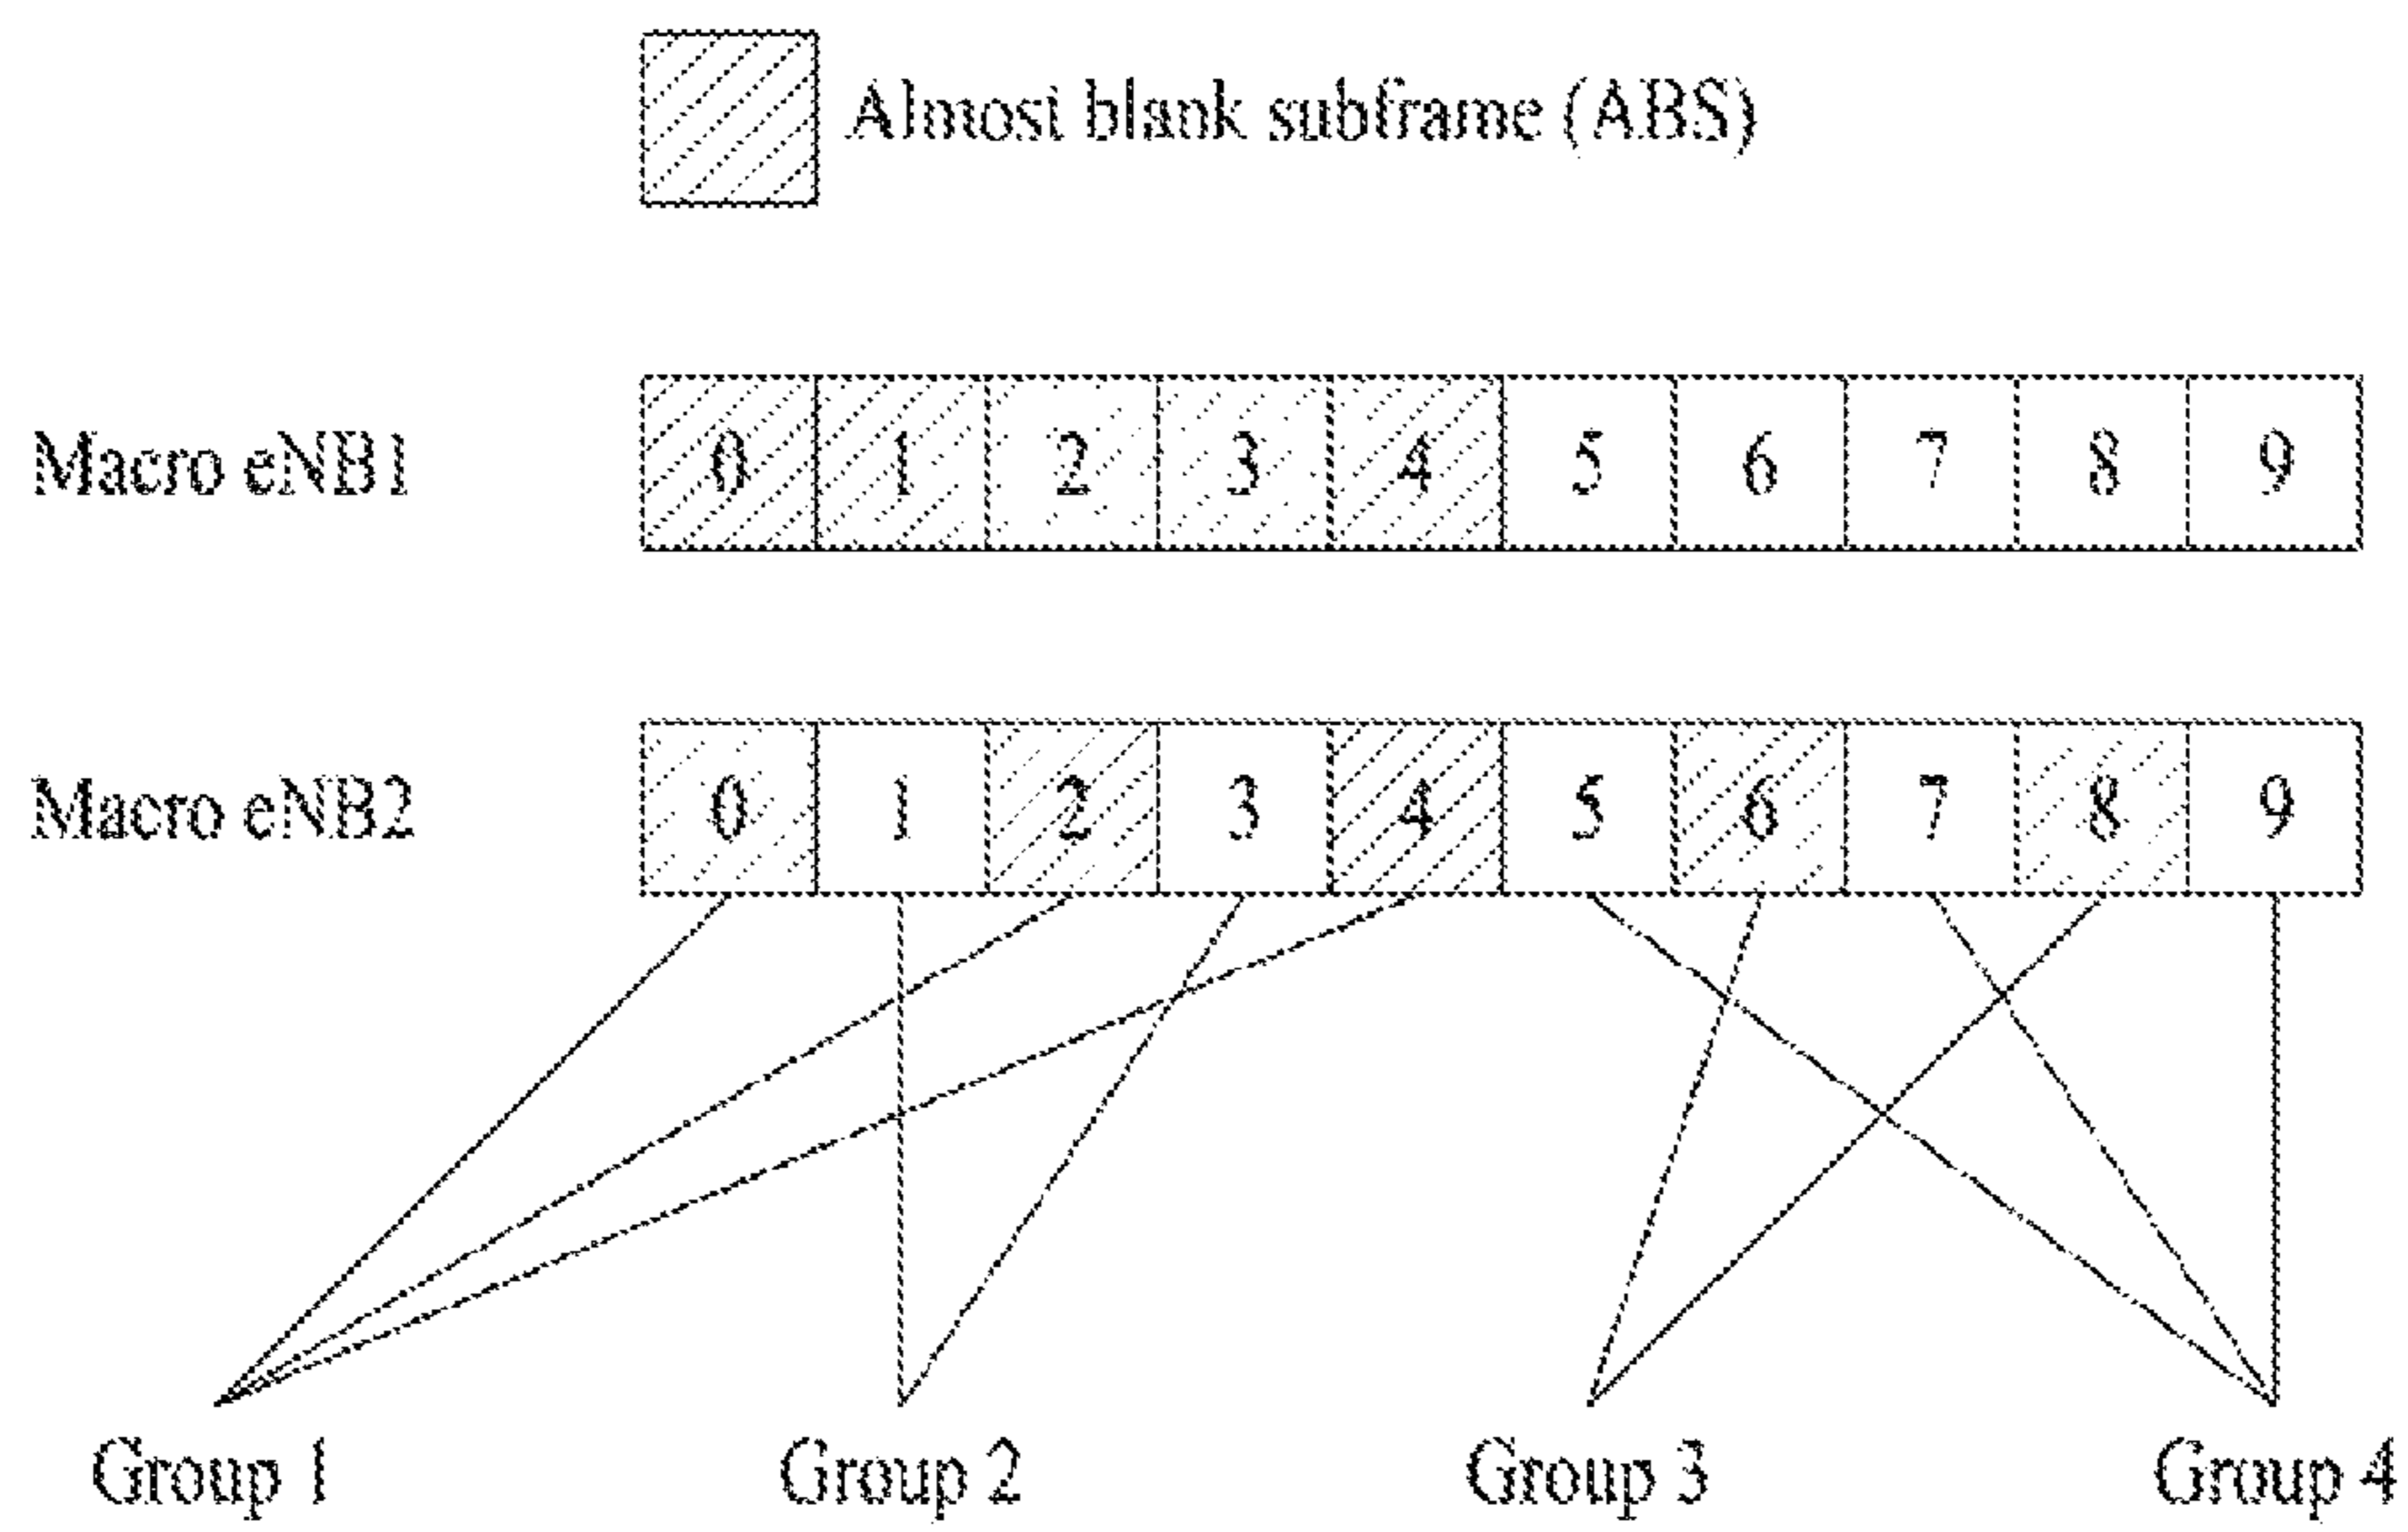 Almost blank subframe (ABS)
Macro eNB1 0 1 2 3 4 5 6 7 8 9
Macro eNB2 0 1 2 3 4 5 6 7 8 9
Group 1 Group 2 Group 3 Group 4